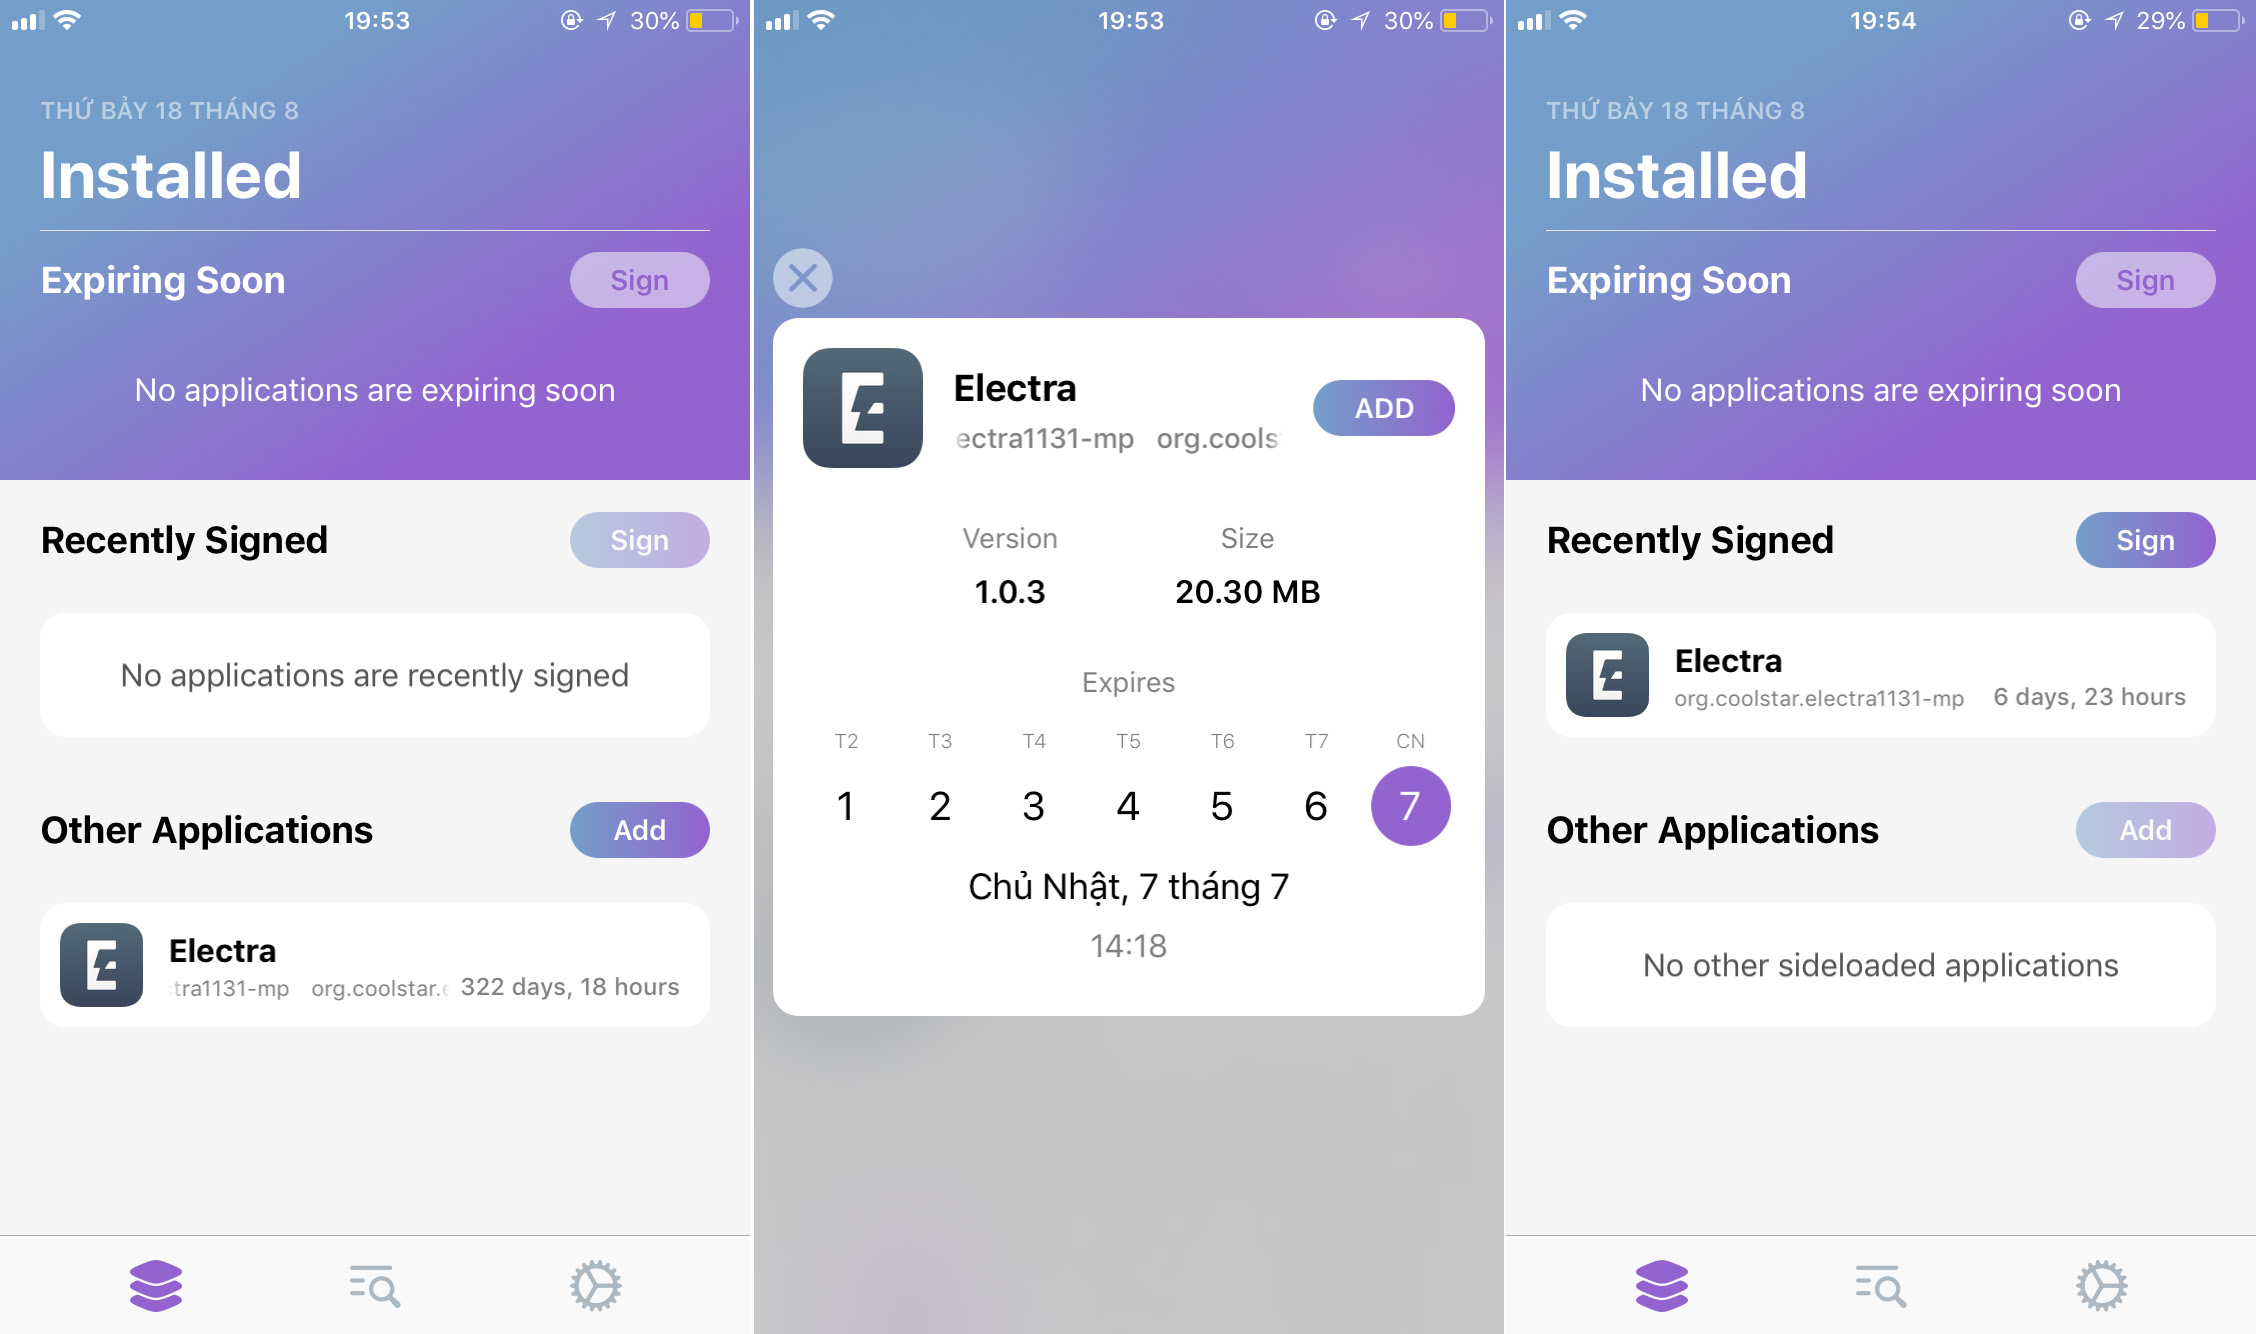 19:53
30%
THỨ BẢY 18 THÁNG 8
Installed
Expiring Soon
Sign
No applications are expiring soon
Recently Signed
Sign
No applications are recently signed
Other Applications
Add
Electra
tra1131-mp org.coolstar.e 322 days, 18 hours
19:53
30%
Electra
ectra1131-mp org.cools
ADD
Version
Size
1.0.3
20.30 MB
Expires
T2 T3 T4 T5 T6 T7 CN
1 2 3 4 5 6 7
Chủ Nhật, 7 tháng 7
14:18
19:54
29%
THỨ BẢY 18 THÁNG 8
Installed
Expiring Soon
Sign
No applications are expiring soon
Recently Signed
Sign
Electra
org.coolstar.electra1131-mp 6 days, 23 hours
Other Applications
Add
No other sideloaded applications